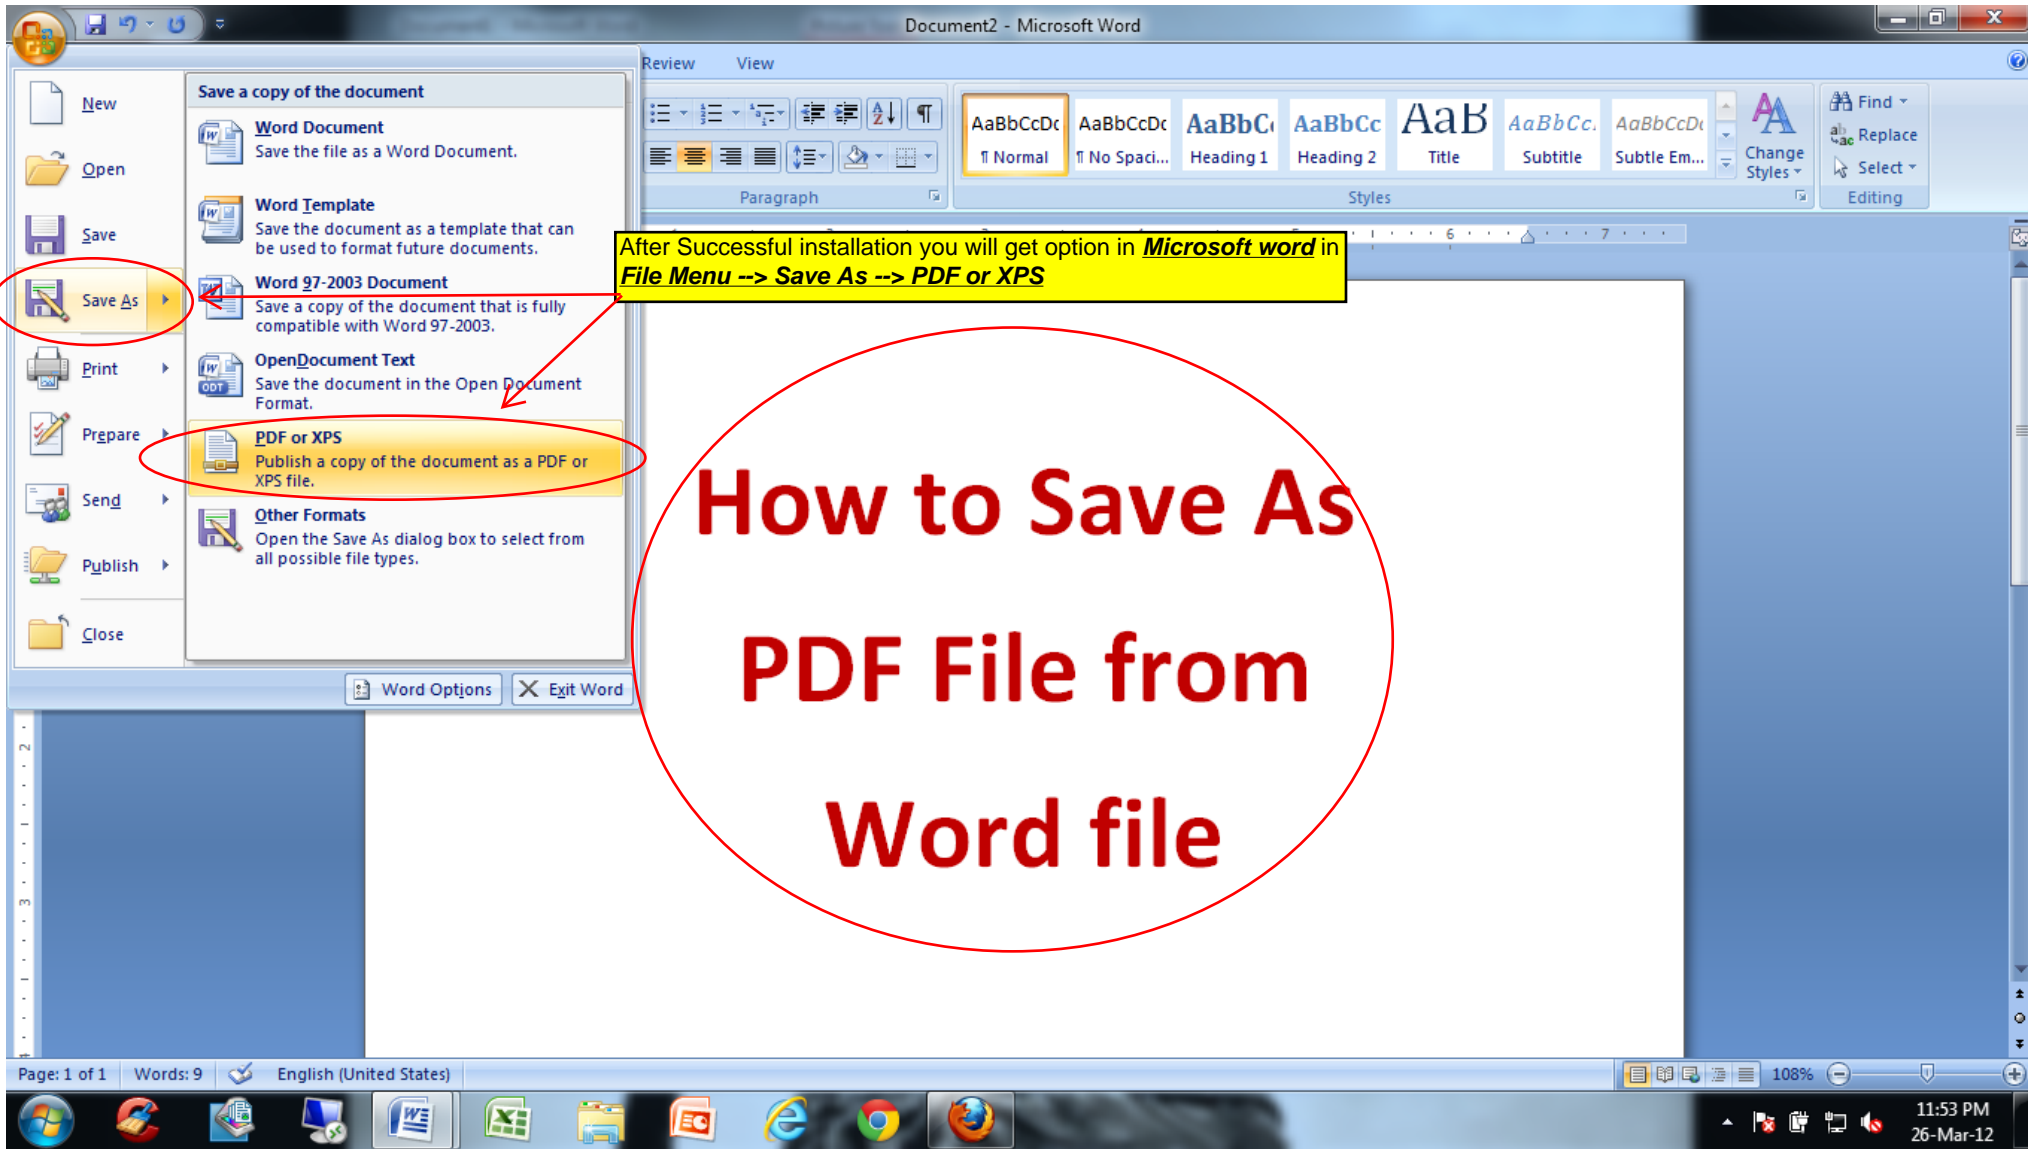 Document2 - Microsoft Word
Review View
New
Open
Save
Save As
Print
Prepare
Send
Publish
Close
Save a copy of the document
Word Document
Save the file as a Word Document.
Word Template
Save the document as a template that can
be used to format future documents.
Word 97-2003 Document
Save a copy of the document that is fully
compatible with Word 97-2003.
OpenDocument Text
Save the document in the Open Document
Format.
PDF or XPS
Publish a copy of the document as a PDF or
XPS file.
Other Formats
Open the Save As dialog box to select from
all possible file types.
Word Options
Exit Word
Paragraph
AaBbCcDc AaBbCcDc AaBbC AaBbCc AaB AaBbCc. AaBbCcDc
¶ Normal ¶ No Spaci... Heading 1 Heading 2 Title Subtitle Subtle Em...
Change
Styles
Styles
Find
Replace
Select
Editing
6 7
After Successful installation you will get option in Microsoft word in
File Menu --> Save As --> PDF or XPS
How to Save As
PDF File from
Word file
2
3
Page: 1 of 1 Words: 9 English (United States)
108%
11:53 PM
26-Mar-12